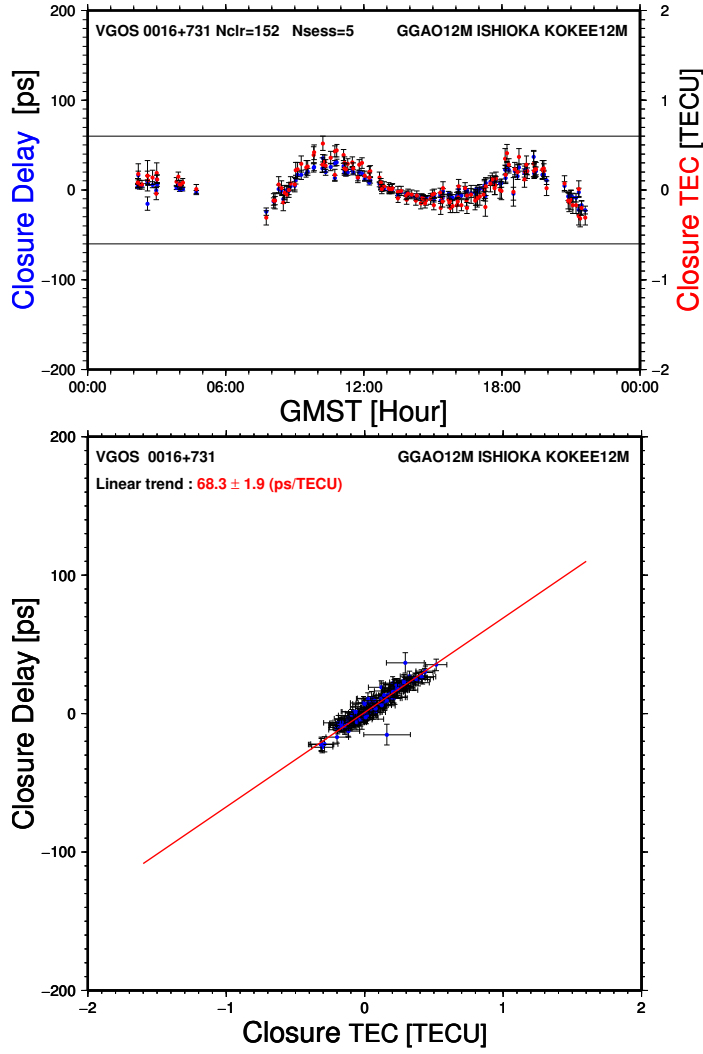 VGOS 0016+731 Nclr=152 Nsess=5 GGAO12M ISHIOKA KOKEE12M
200
100
0
−100
−200
Closure Delay [ps]
2
1
0
−1
−2
Closure TEC [TECU]
00:00 06:00 12:00 18:00 00:00
GMST [Hour]
VGOS 0016+731 GGAO12M ISHIOKA KOKEE12M
Linear trend : 68.3 ± 1.9 (ps/TECU)
200
100
0
−100
−200
Closure Delay [ps]
−2 −1 0 1 2
Closure TEC [TECU]